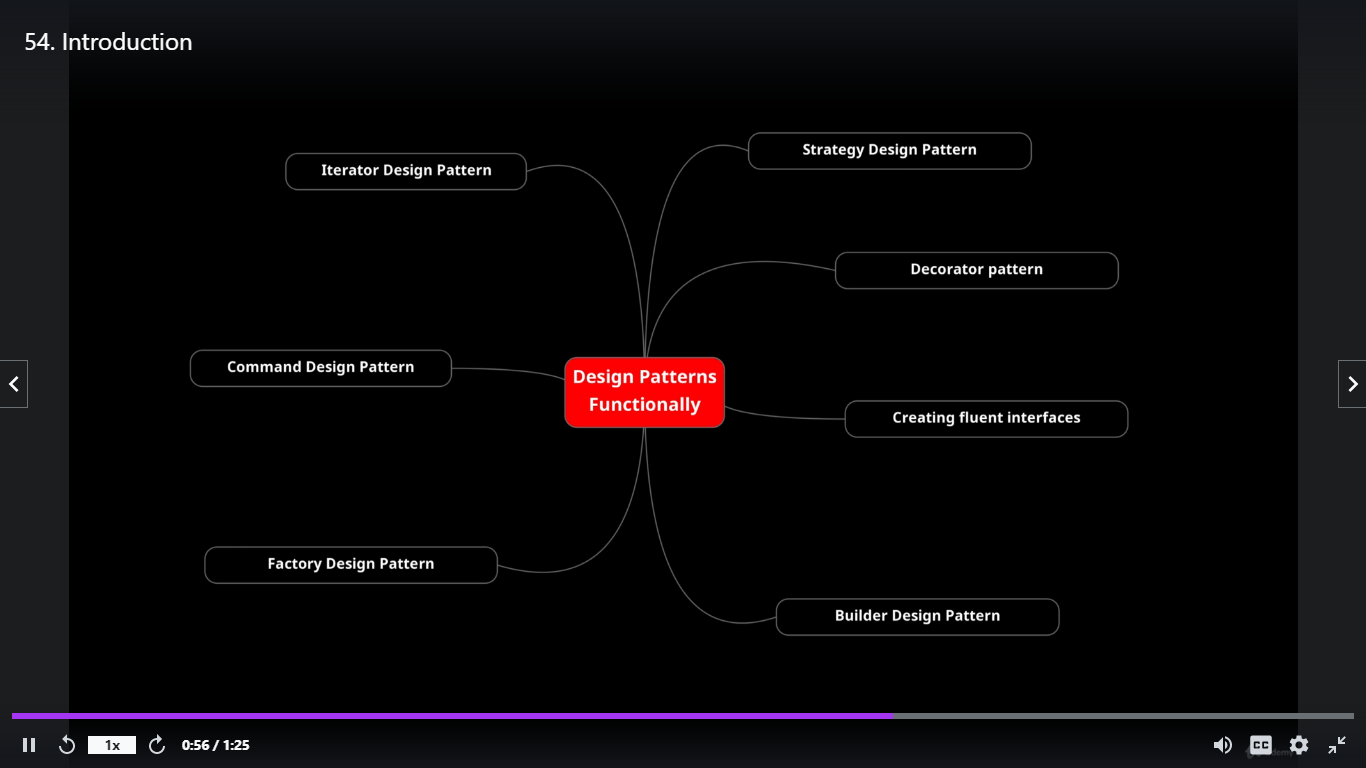 54. Introduction
Strategy Design Pattern
Iterator Design Pattern
Decorator pattern
Command Design Pattern
Design Patterns
Functionally
Creating fluent interfaces
Factory Design Pattern
Builder Design Pattern
1x
0:56 / 1:25
CC